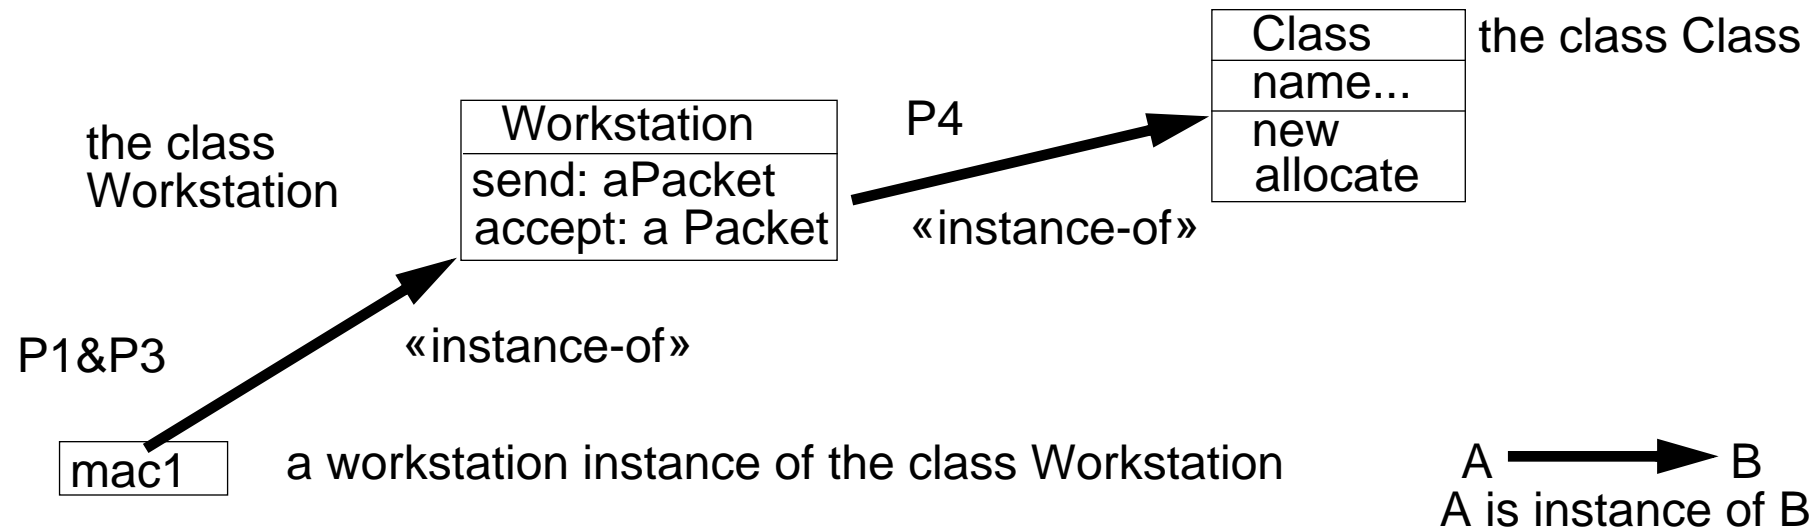 Class
the class Class
name...
new
allocate
Workstation
P4
the class
Workstation
send: aPacket
accept: a Packet
«instance-of»
P1&P3
«instance-of»
mac1
a workstation instance of the class Workstation
A
B
A is instance of B